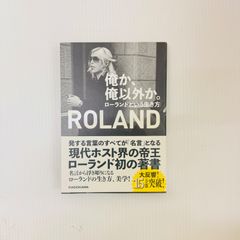 俺か、
俺以外か。
ローランドという生き方
ROLAND
発する言葉のすべてが「名言」となる
現代ホスト界の帝王
ローランド初の著書
名言から浮き彫りになる
ローランドの生き方、美学!
大反響!
突破!
KADOKAWA